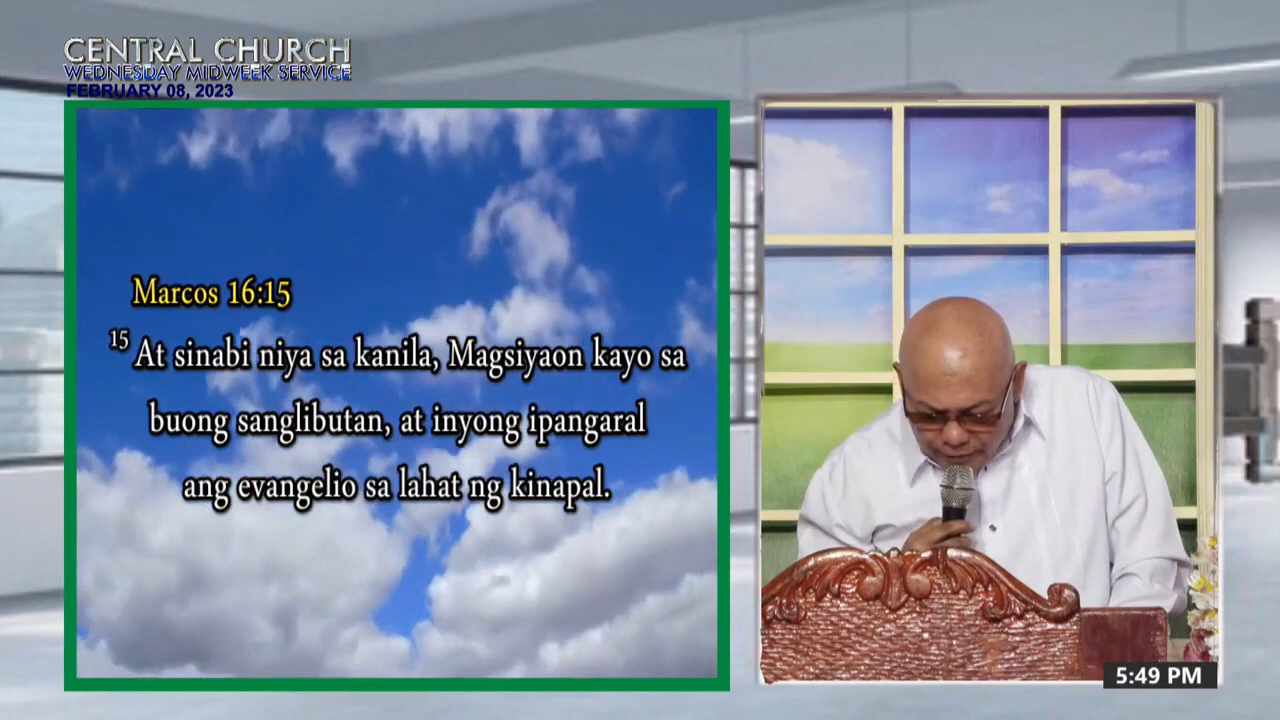 CENTRAL CHURCH
WEDNESDAY MIDWEEK SERVICE
FEBRUARY 08, 2023
Marcos 16:15
15 At sinabi niya sa kanila, Magsiyaon kayo sa
buong sanglibutan, at inyong ipangaral
ang evangelio sa lahat ng kinapal.
5:49 PM